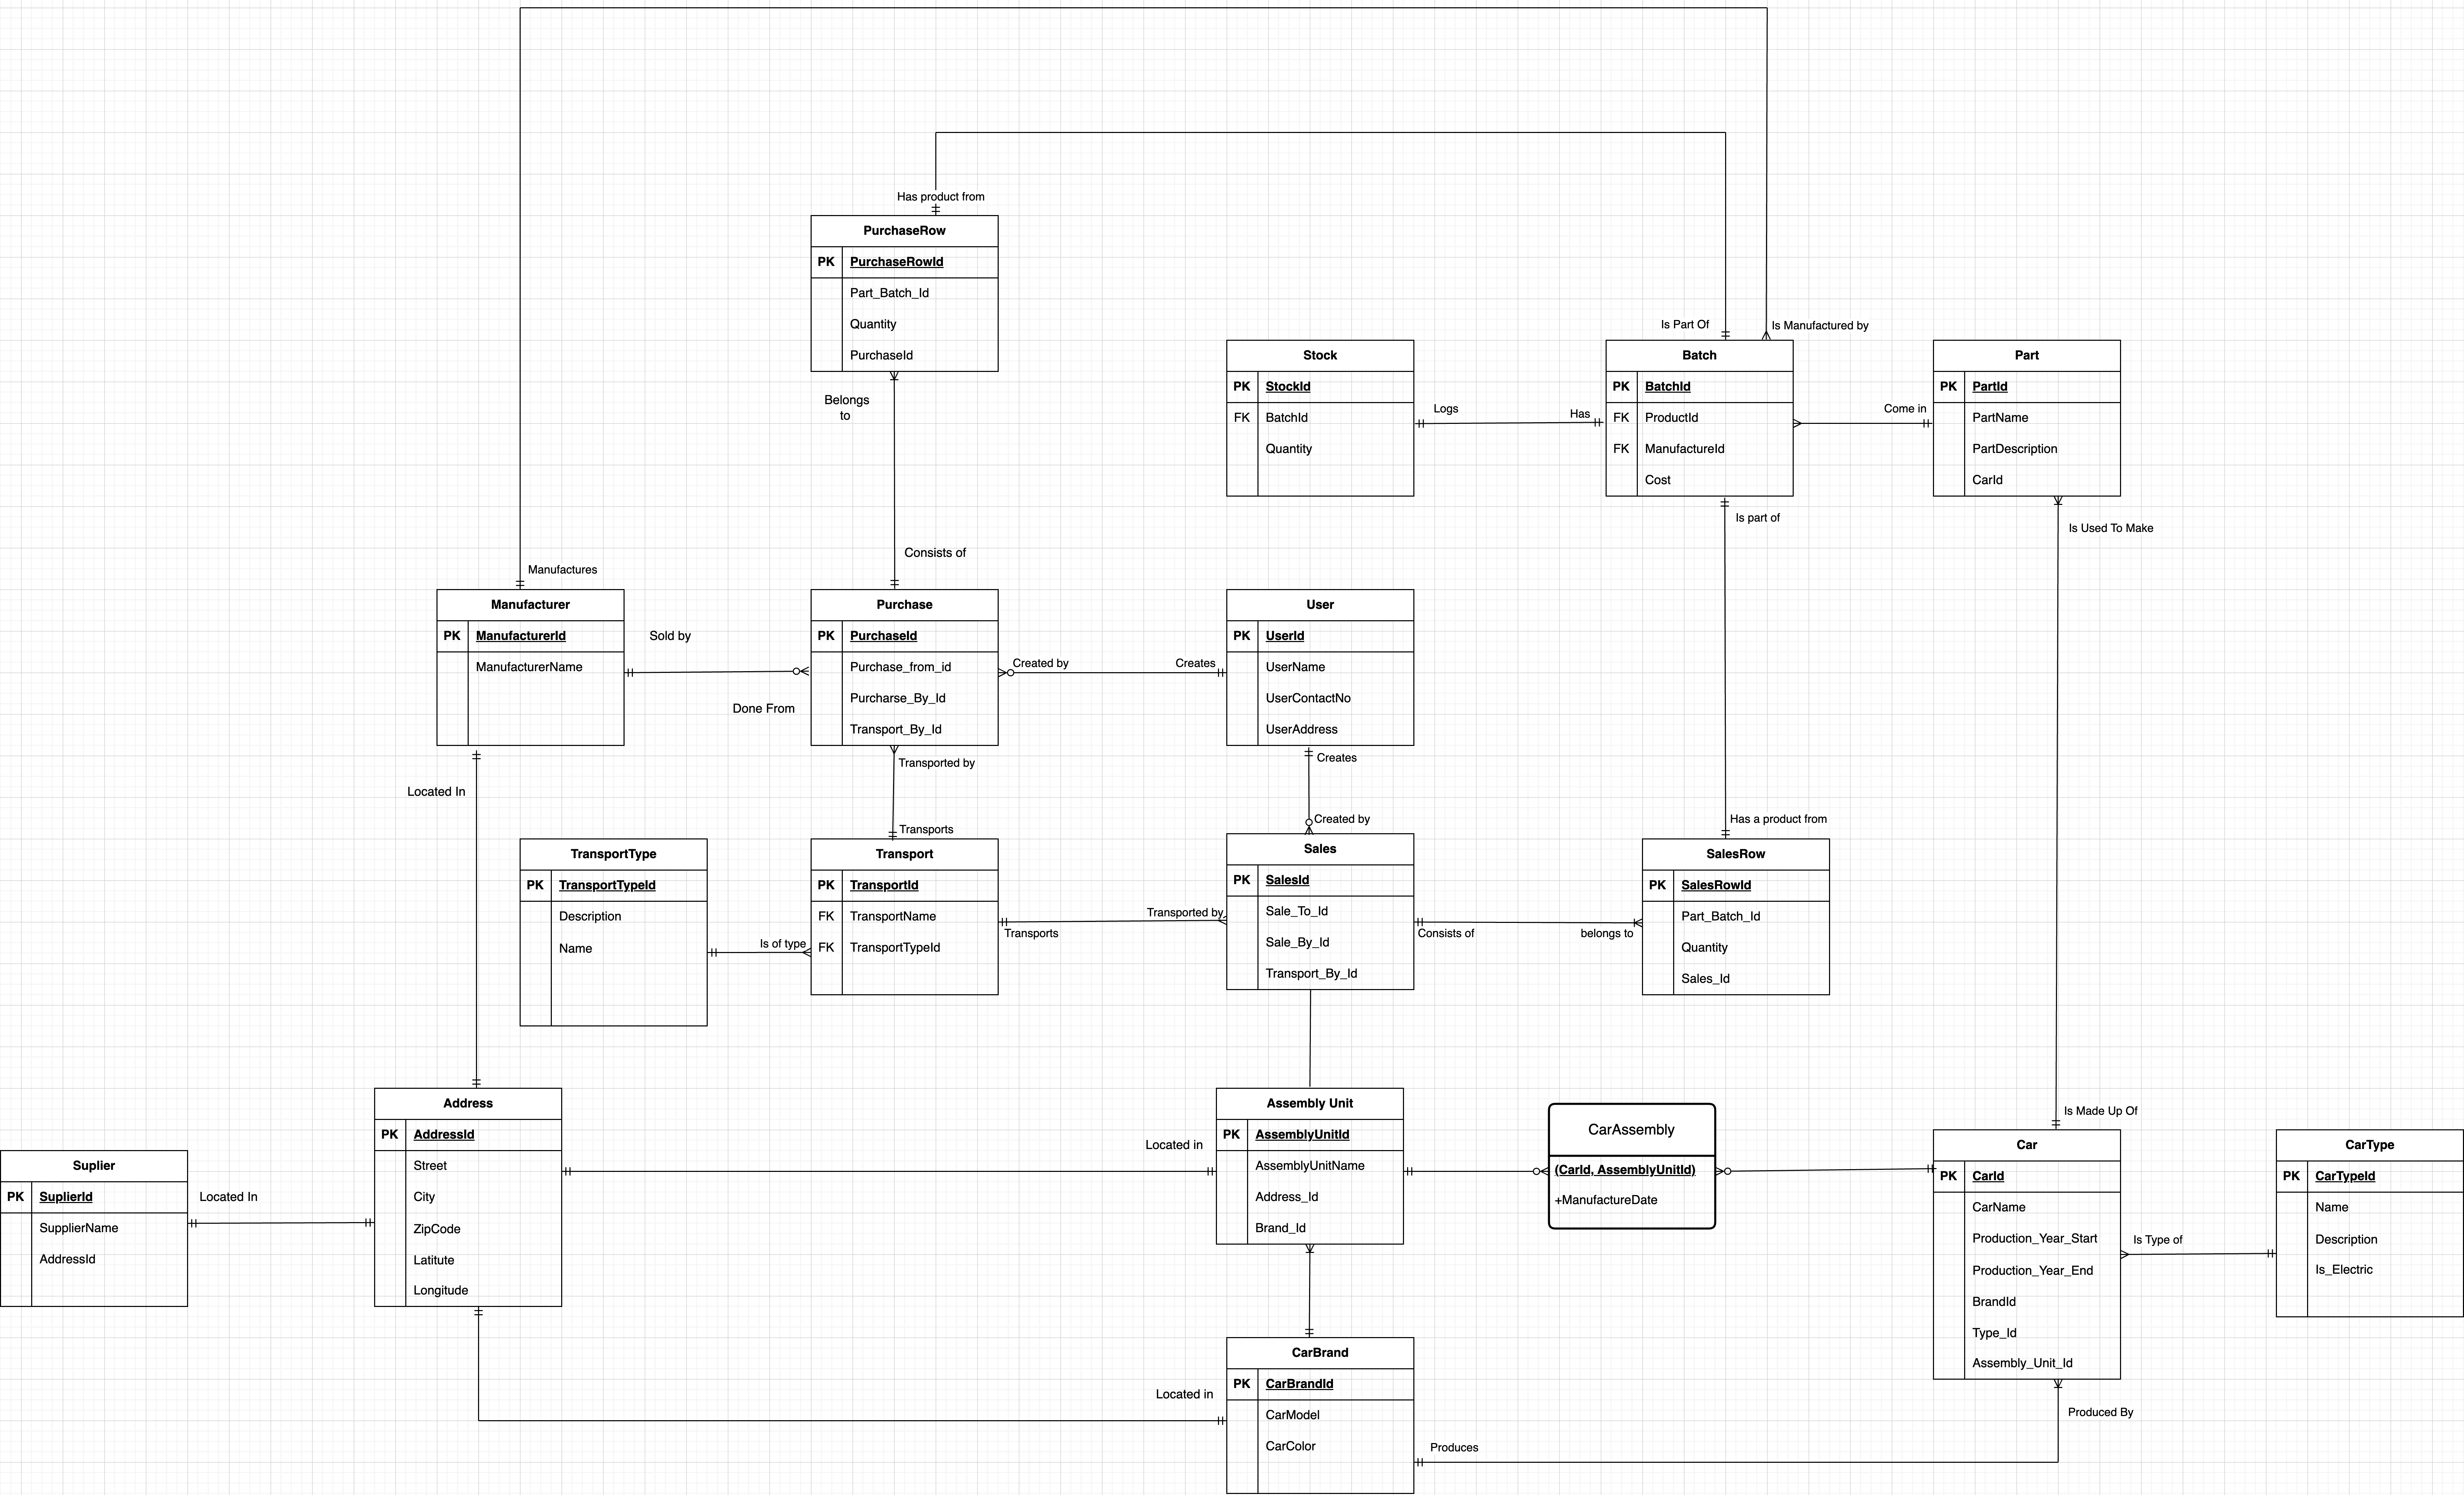 Has product from
PurchaseRow
PK PurchaseRowId
Part_Batch_Id
Quantity
PurchaseId
Belongs
to
Consists of
Is Part Of
Is Manufactured by
Stock
PK StockId
FK BatchId
Quantity
Logs
Has
Batch
PK BatchId
FK ProductId
FK ManufactureId
Cost
Come in
Part
PK PartId
PartName
PartDescription
CarId
Is part of
Is Used To Make
Manufactures
Manufacturer
PK ManufacturerId
ManufacturerName
Sold by
Done From
Purchase
PK PurchaseId
Purchase_from_id
Purcharse_By_Id
Transport_By_Id
Created by
Creates
User
PK UserId
UserName
UserContactNo
UserAddress
Transported by
Creates
Located In
Transports
Created by
Has a product from
TransportType
PK TransportTypeId
Description
Name
Is of type
Transport
PK TransportId
FK TransportName
FK TransportTypeId
Transported by
Transports
Sales
PK SalesId
Sale_To_Id
Sale_By_Id
Transport_By_Id
Consists of
belongs to
SalesRow
PK SalesRowId
Part_Batch_Id
Quantity
Sales_Id
Suplier
PK SuplierId
SupplierName
AddressId
Located In
Address
PK AddressId
Street
City
ZipCode
Latitute
Longitude
Located in
Assembly Unit
PK AssemblyUnitId
AssemblyUnitName
Address_Id
Brand_Id
CarAssembly
(CarId, AssemblyUnitId)
+ManufactureDate
Is Made Up Of
Car
PK CarId
CarName
Production_Year_Start
Production_Year_End
BrandId
Type_Id
Assembly_Unit_Id
Is Type of
CarType
PK CarTypeId
Name
Description
Is_Electric
Located in
CarBrand
PK CarBrandId
CarModel
CarColor
Produces
Produced By